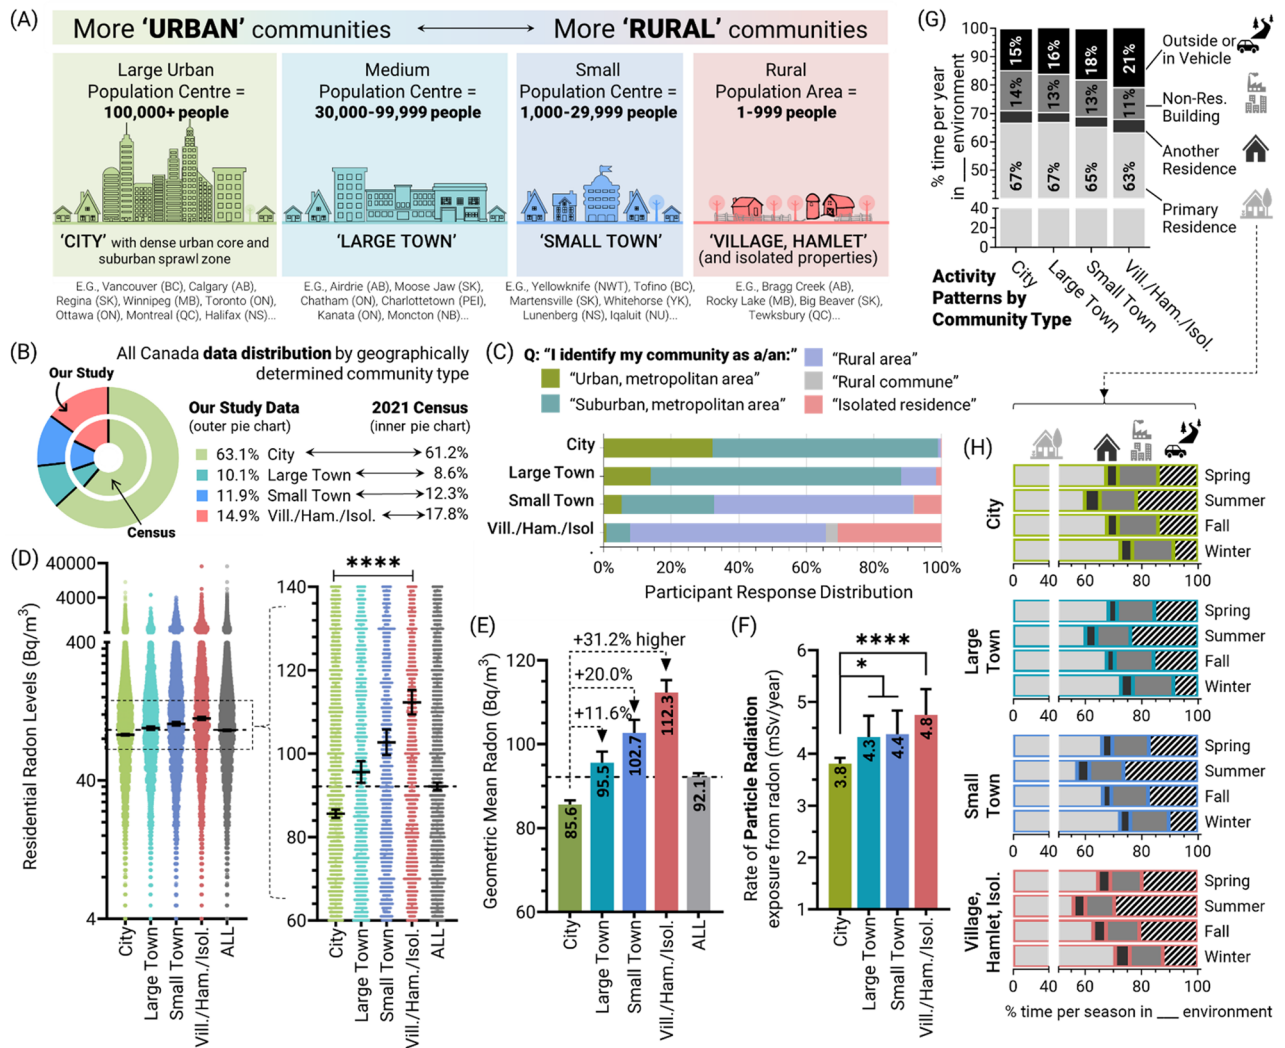 (A)
More ‘URBAN’ communities
More ‘RURAL’ communities
Large Urban
Population Centre =
100,000+ people
‘CITY’ with dense urban core and
suburban sprawl zone
E.G., Vancouver (BC), Calgary (AB),
Regina (SK), Winnipeg (MB), Toronto (ON),
Ottawa (ON), Montreal (QC), Halifax (NS)...
Medium
Population Centre =
30,000-99,999 people
‘LARGE TOWN’
E.G., Airdrie (AB), Moose Jaw (SK),
Chatham (ON), Charlottetown (PEI),
Kanata (ON), Moncton (NB)...
Small
Population Centre =
1,000-29,999 people
‘SMALL TOWN’
E.G., Yellowknife (NWT), Tofino (BC),
Martensville (SK), Whitehorse (YK),
Lunenberg (NS), Iqaluit (NU)...
Rural
Population Area =
1-999 people
‘VILLAGE, HAMLET’
(and isolated properties)
E.G., Bragg Creek (AB),
Rocky Lake (MB), Big Beaver (SK),
Tewksbury (QC)...
(B)
All Canada data distribution by geographically
determined community type
Our Study
Census
Our Study Data
(outer pie chart)
2021 Census
(inner pie chart)
63.1% City 61.2%
10.1% Large Town 8.6%
11.9% Small Town 12.3%
14.9% Vill./Ham./Isol. 17.8%
(C)
Q: “I identify my community as a/an:”
“Urban, metropolitan area”
“Suburban, metropolitan area”
“Rural area”
“Rural commune”
“Isolated residence”
City
Large Town
Small Town
Vill./Ham./Isol
0% 20% 40% 60% 80% 100%
Participant Response Distribution
(D)
Residential Radon Levels (Bq/m³)
40000
4000
400
40
4
City
Large Town
Small Town
Vill./Ham./Isol.
ALL
****
140
120
100
80
60
City
Large Town
Small Town
Vill./Ham./Isol.
ALL
(E)
Geometric Mean Radon (Bq/m³)
+31.2% higher
+20.0%
+11.6%
120
100
80
60
85.6
95.5
102.7
112.3
92.1
City
Large Town
Small Town
Vill./Ham./Isol.
ALL
(F)
Rate of Particle Radiation
exposure from radon (mSv/year)
****
*
6
5
4
3
2
1
3.8
4.3
4.4
4.8
City
Large Town
Small Town
Vill./Ham./Isol.
(G)
% time per year
in ___ environment
100
90
80
70
60
50
40
20
0
15% 16% 18% 21%
14% 13% 13% 11%
67% 67% 65% 63%
Outside or
in Vehicle
Non-Res.
Building
Another
Residence
Primary
Residence
City
Large Town
Small Town
Vill./Ham./Isol.
Activity
Patterns by
Community Type
(H)
City
Spring
Summer
Fall
Winter
0 40 60 80 100
Large
Town
Spring
Summer
Fall
Winter
0 40 60 80 100
Small
Town
Spring
Summer
Fall
Winter
0 40 60 80 100
Village,
Hamlet, Isol.
Spring
Summer
Fall
Winter
0 40 60 80 100
% time per season in ___ environment